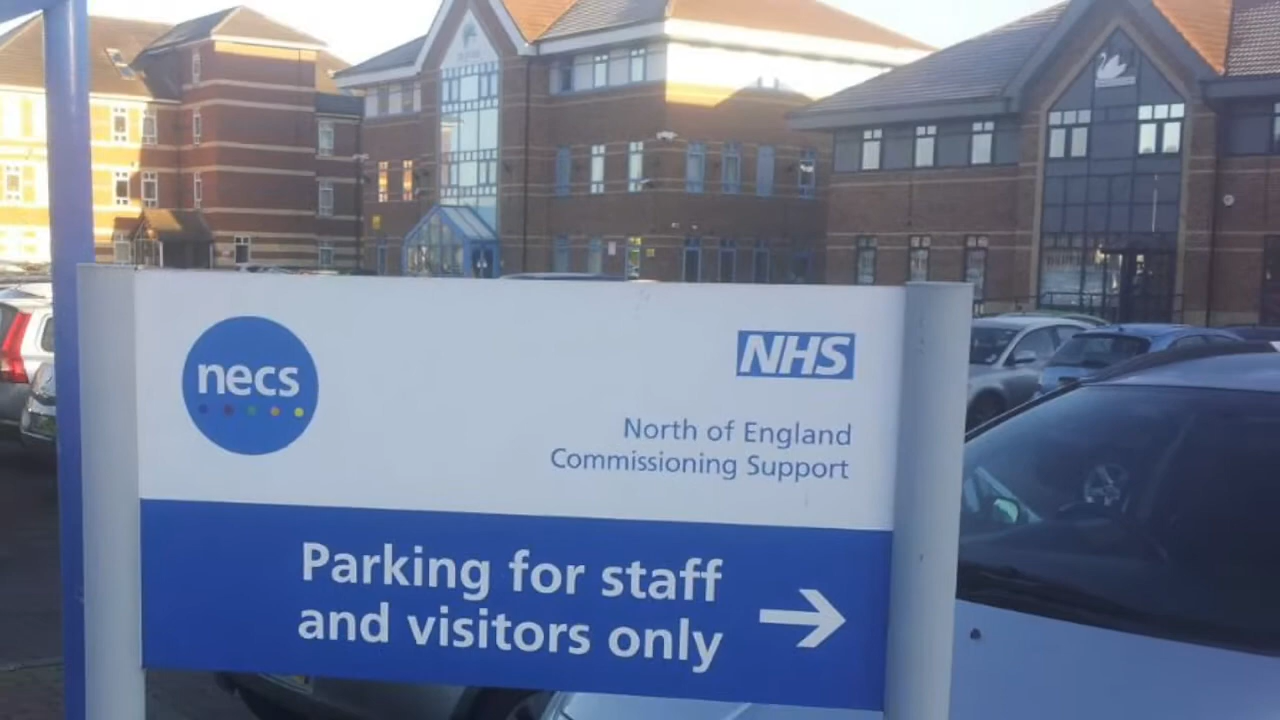 necs
NHS
North of England
Commissioning Support
Parking for staff
and visitors only